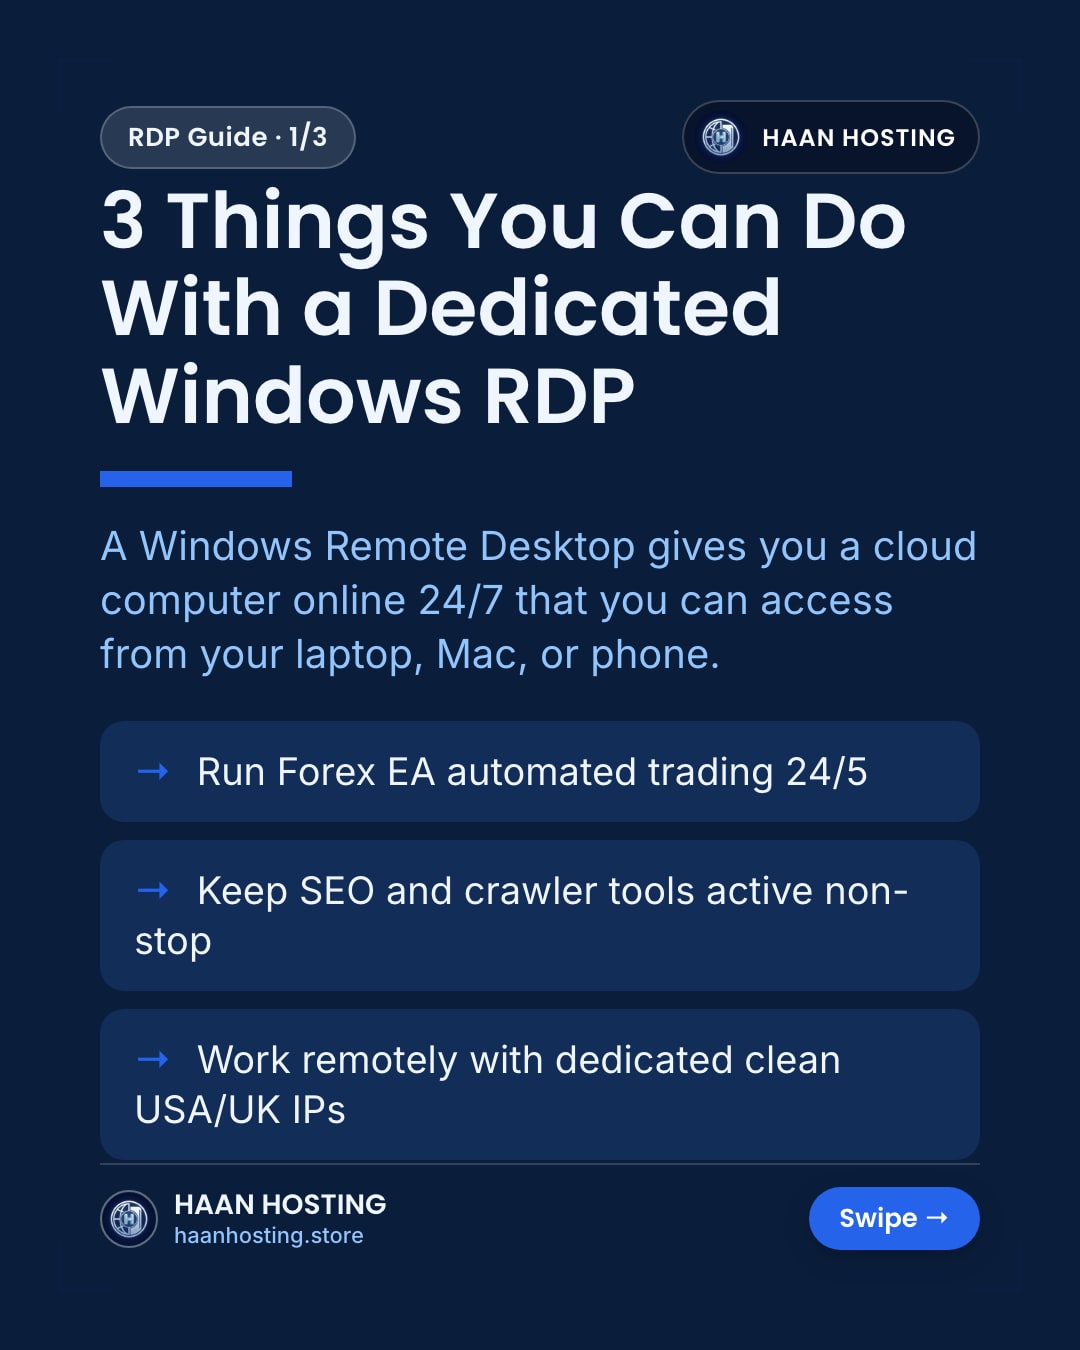 RDP Guide · 1/3
HAAN HOSTING
3 Things You Can Do
With a Dedicated
Windows RDP
A Windows Remote Desktop gives you a cloud
computer online 24/7 that you can access
from your laptop, Mac, or phone.
→ Run Forex EA automated trading 24/5
→ Keep SEO and crawler tools active non-
stop
→ Work remotely with dedicated clean
USA/UK IPs
HAAN HOSTING
haanhosting.store
Swipe →